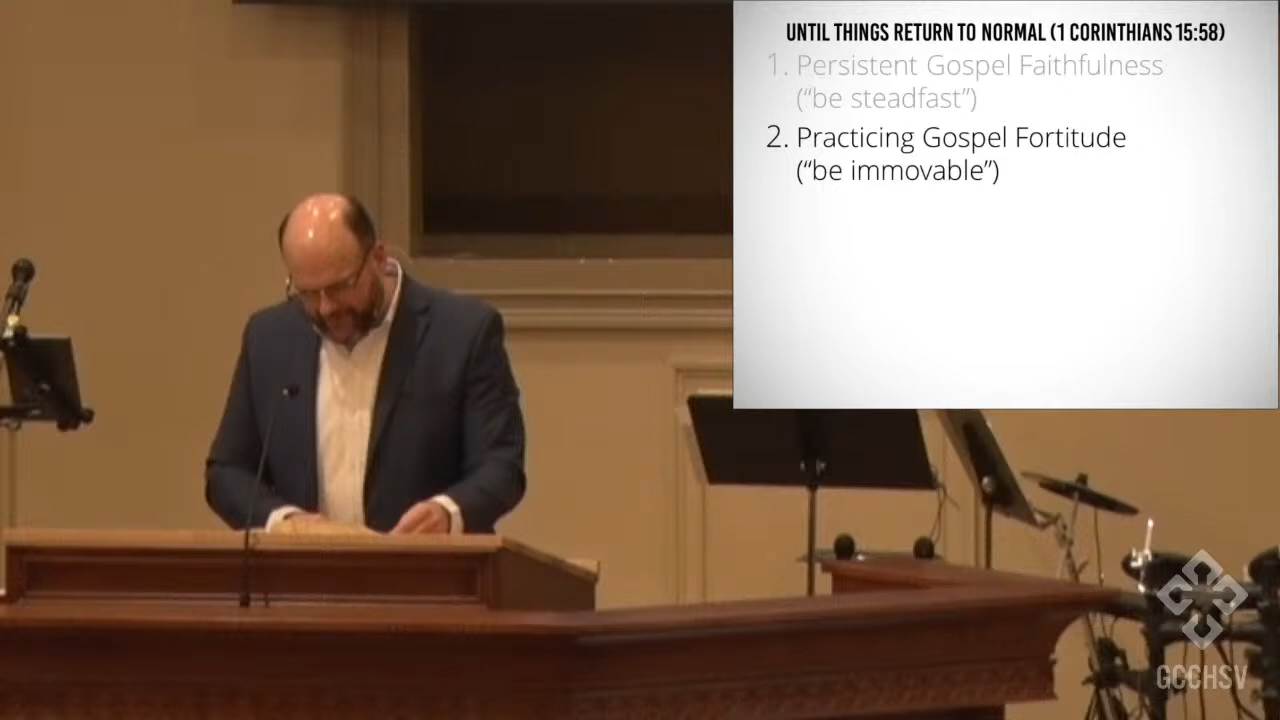 UNTIL THINGS RETURN TO NORMAL (1 CORINTHIANS 15:58)
1. Persistent Gospel Faithfulness
(“be steadfast”)
2. Practicing Gospel Fortitude
(“be immovable”)
GCCHSV